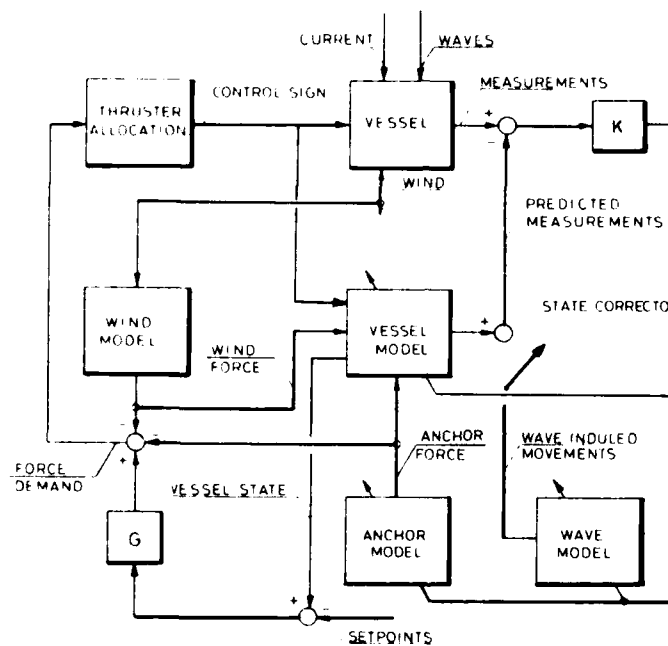 CURRENT
WAVES
CONTROL SIGN
MEASUREMENTS
THRUSTER
ALLOCATION
VESSEL
K
WIND
PREDICTED
MEASUREMENTS
STATE CORRECTO
WIND
MODEL
WIND
FORCE
VESSEL
MODEL
FORCE
DEMAND
VESSEL STATE
ANCHOR
FORCE
WAVE INDULED
MOVEMENTS
G
ANCHOR
MODEL
WAVE
MODEL
SETPOINTS